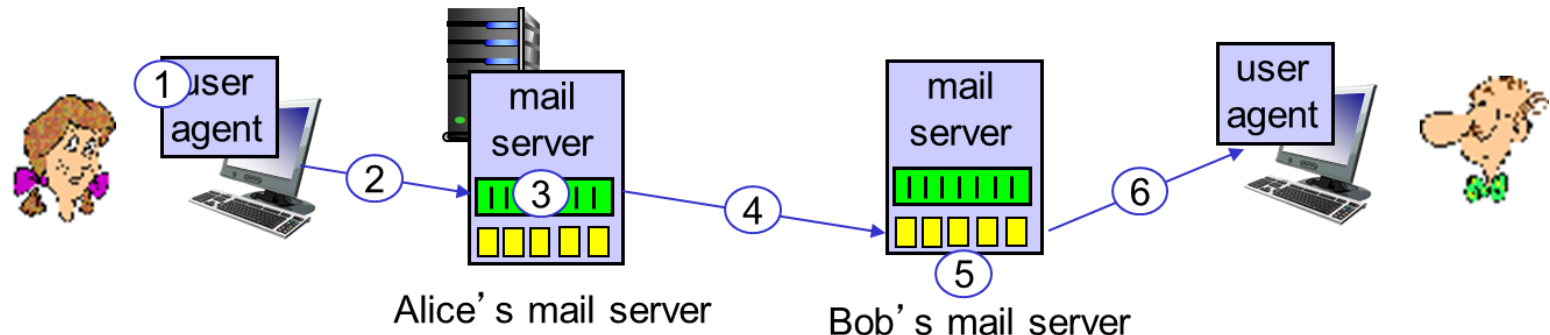 1
user
agent
2
mail
server
3
Alice’s mail server
4
mail
server
5
Bob’s mail server
6
user
agent